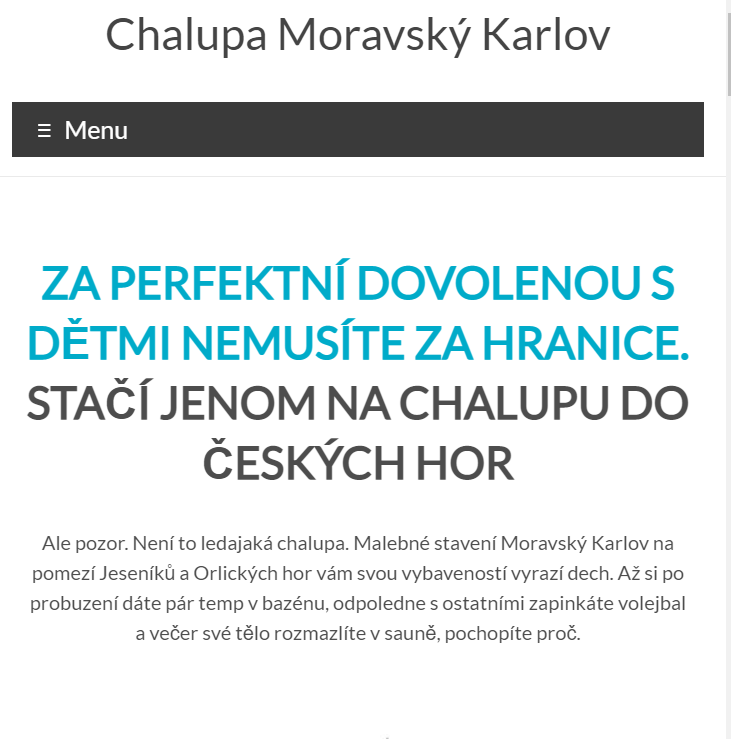 Chalupa Moravský Karlov
☰ Menu
ZA PERFEKTNÍ DOVOLENOU S
DĚTMI NEMUSÍTE ZA HRANICE.
STAČÍ JENOM NA CHALUPU DO
ČESKÝCH HOR
Ale pozor. Není to ledajaká chalupa. Malebné stavení Moravský Karlov na
pomezí Jeseníků a Orlických hor vám svou vybaveností vyrazí dech. Až si po
probuzení dáte pár temp v bazénu, odpoledne s ostatními zapinkáte volejbal
a večer své tělo rozmazlíte v sauně, pochopíte proč.